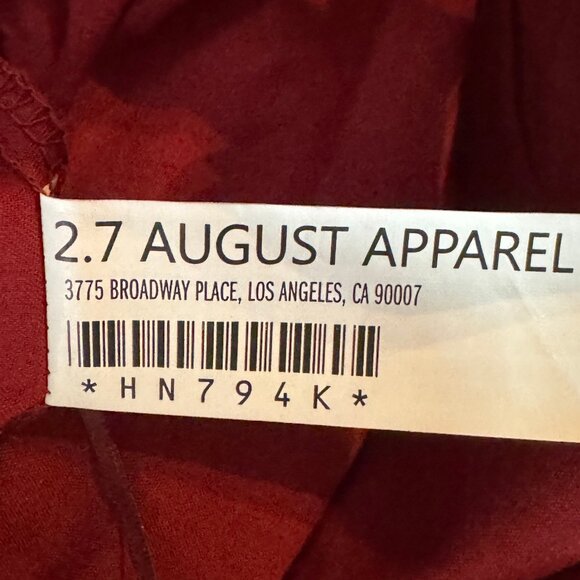 2.7 AUGUST APPAREL
3775 BROADWAY PLACE, LOS ANGELES, CA 90007
* H N 7 9 4 K *